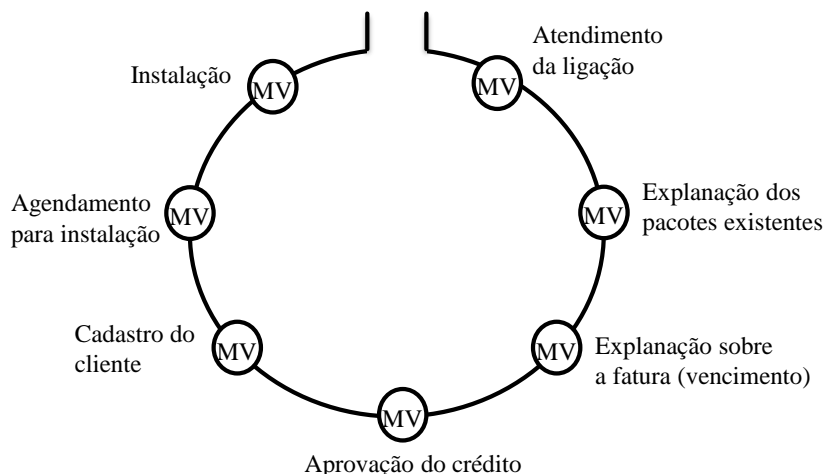 Atendimento
da ligação
MV
Explanação dos
pacotes existentes
MV
Explanação sobre
a fatura (vencimento)
MV
Aprovação do crédito
MV
Cadastro do
cliente
MV
Agendamento
para instalação
MV
Instalação
MV